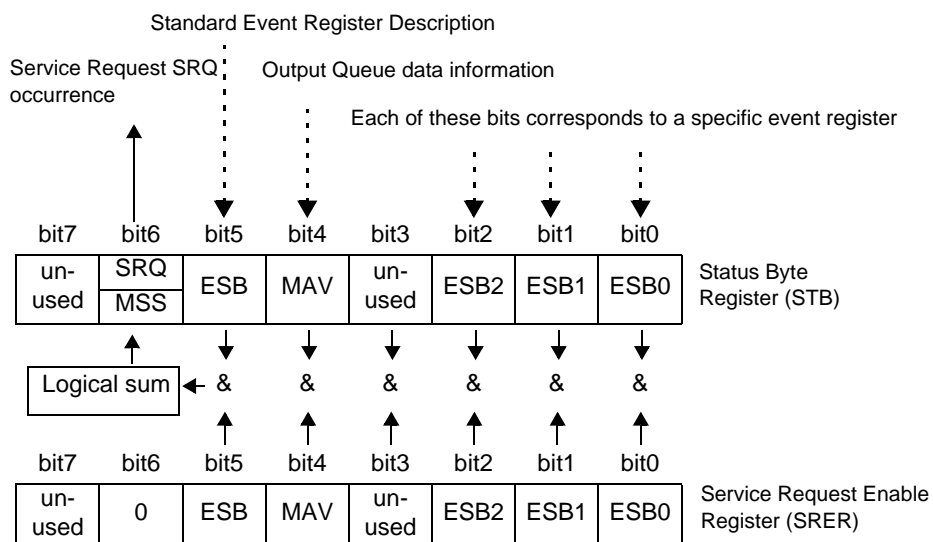 Standard Event Register Description
Service Request SRQ
occurrence
Output Queue data information
Each of these bits corresponds to a specific event register
bit7 bit6 bit5 bit4 bit3 bit2 bit1 bit0
un-
used
SRQ
MSS
ESB
MAV
un-
used
ESB2
ESB1
ESB0
Status Byte
Register (STB)
Logical sum
& & & & & &
bit7 bit6 bit5 bit4 bit3 bit2 bit1 bit0
un-
used
0
ESB
MAV
un-
used
ESB2
ESB1
ESB0
Service Request Enable
Register (SRER)